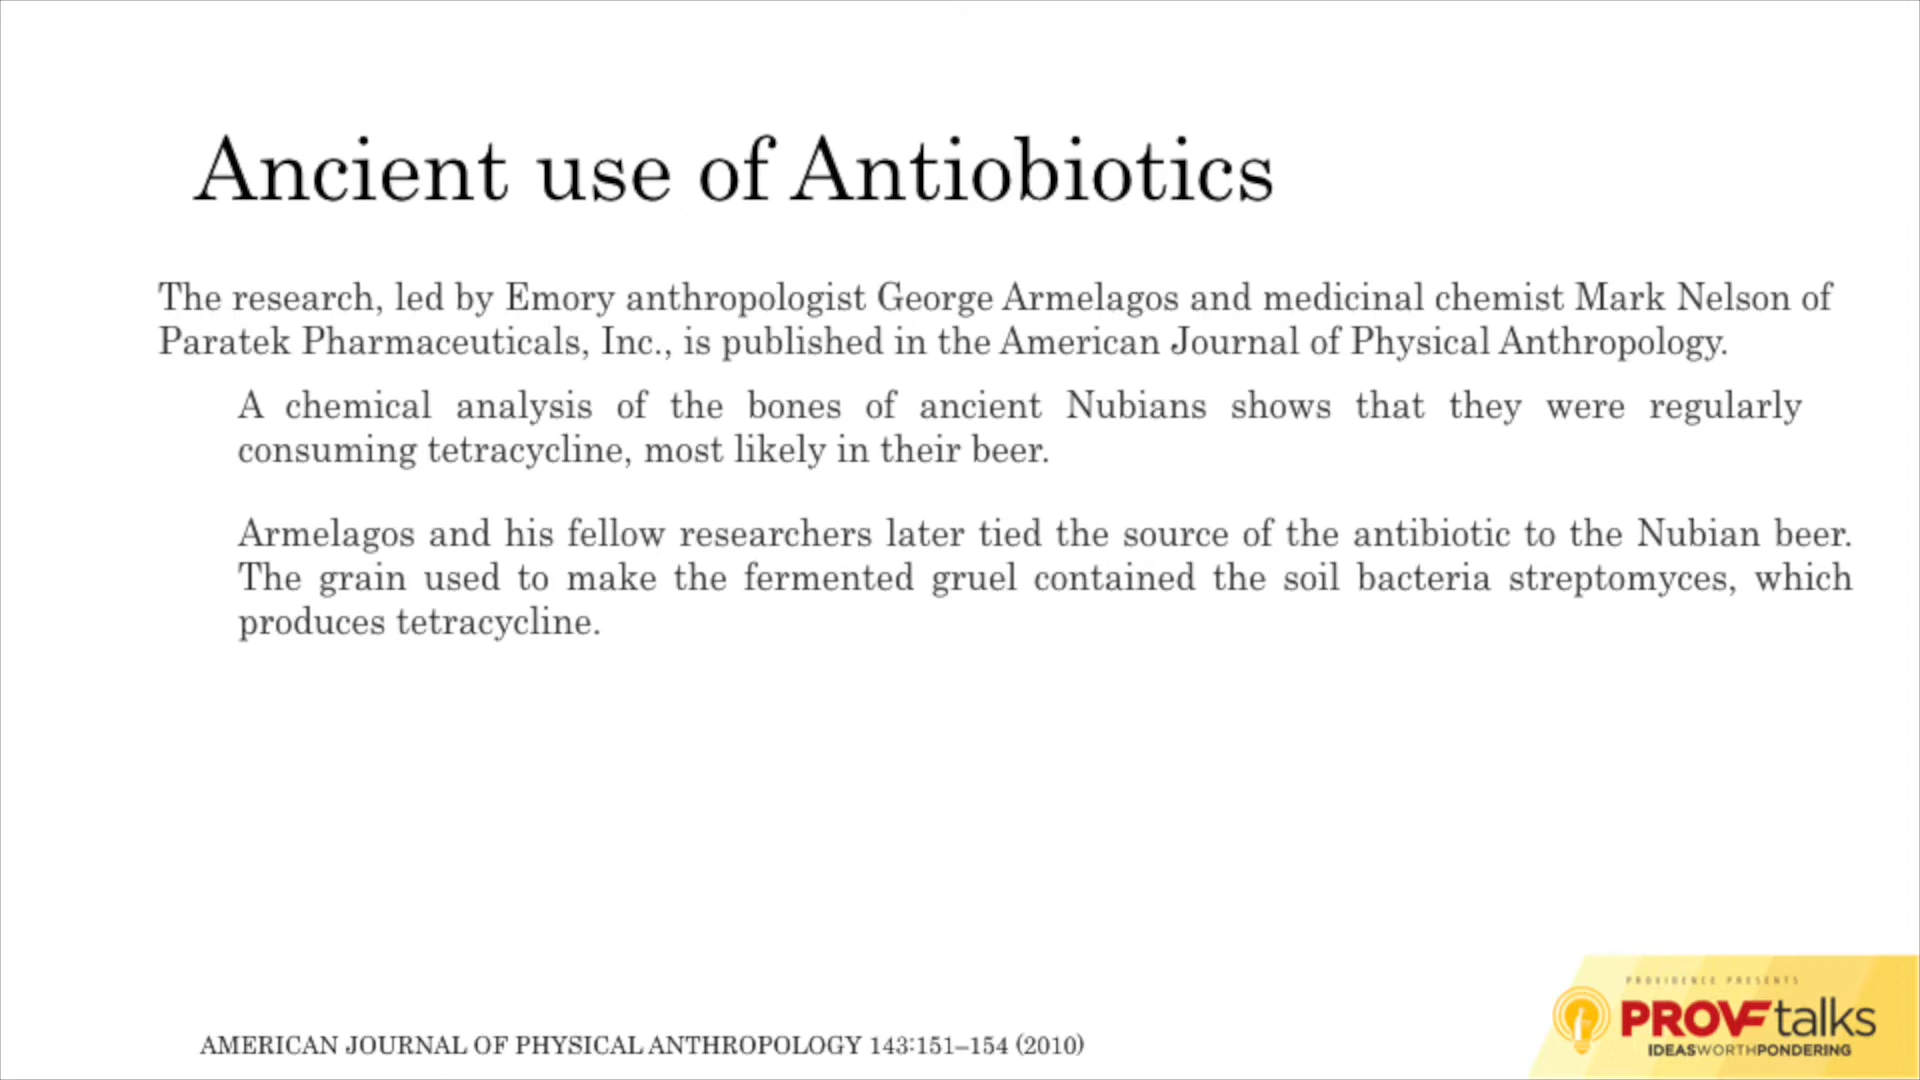 Ancient use of Antiobiotics
The research, led by Emory anthropologist George Armelagos and medicinal chemist Mark Nelson of
Paratek Pharmaceuticals, Inc., is published in the American Journal of Physical Anthropology.
A chemical analysis of the bones of ancient Nubians shows that they were regularly
consuming tetracycline, most likely in their beer.
Armelagos and his fellow researchers later tied the source of the antibiotic to the Nubian beer.
The grain used to make the fermented gruel contained the soil bacteria streptomyces, which
produces tetracycline.
AMERICAN JOURNAL OF PHYSICAL ANTHROPOLOGY 143:151–154 (2010)
PROVIDENCE PRESENTS
PROVFtalks
IDEASWORTHPONDERING